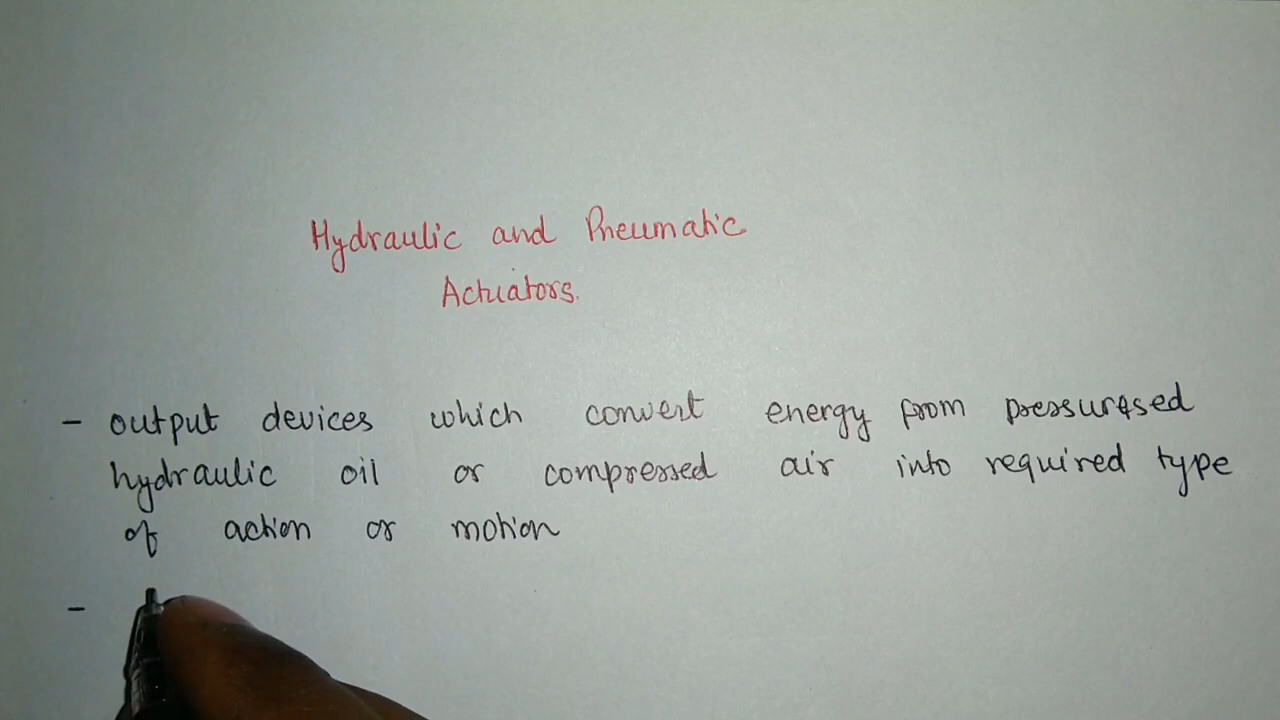 Hydraulic and Pneumatic
Actuators.
- output devices which convert energy from pressurised
hydraulic oil or compressed air into required type
of action or motion
-